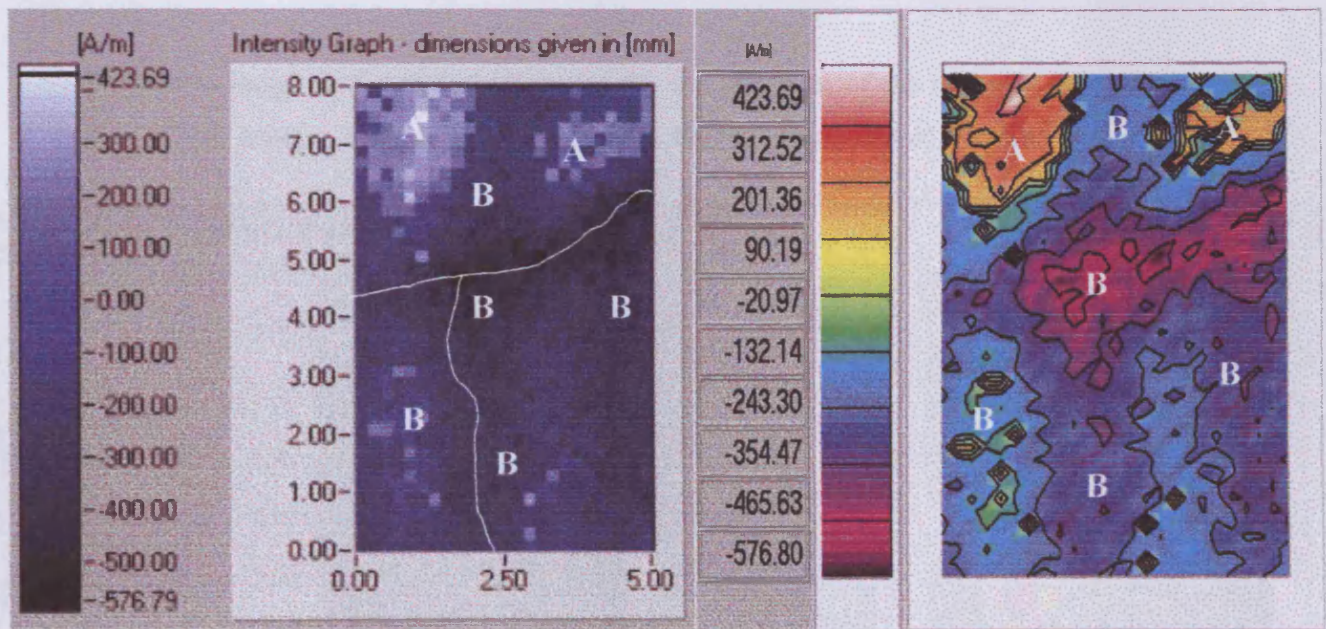 [A/m]
423.69
300.00
200.00
100.00
0.00
-100.00
-200.00
-300.00
-400.00
-500.00
-576.79
Intensity Graph - dimensions given in [mm]
8.00
7.00
6.00
5.00
4.00
3.00
2.00
1.00
0.00
0.00 2.50 5.00
A
A
B
B B
B
B
[A/m]
423.69
312.52
201.36
90.19
-20.97
-132.14
-243.30
-354.47
-465.63
-576.80
B A
A
B
B
B
B